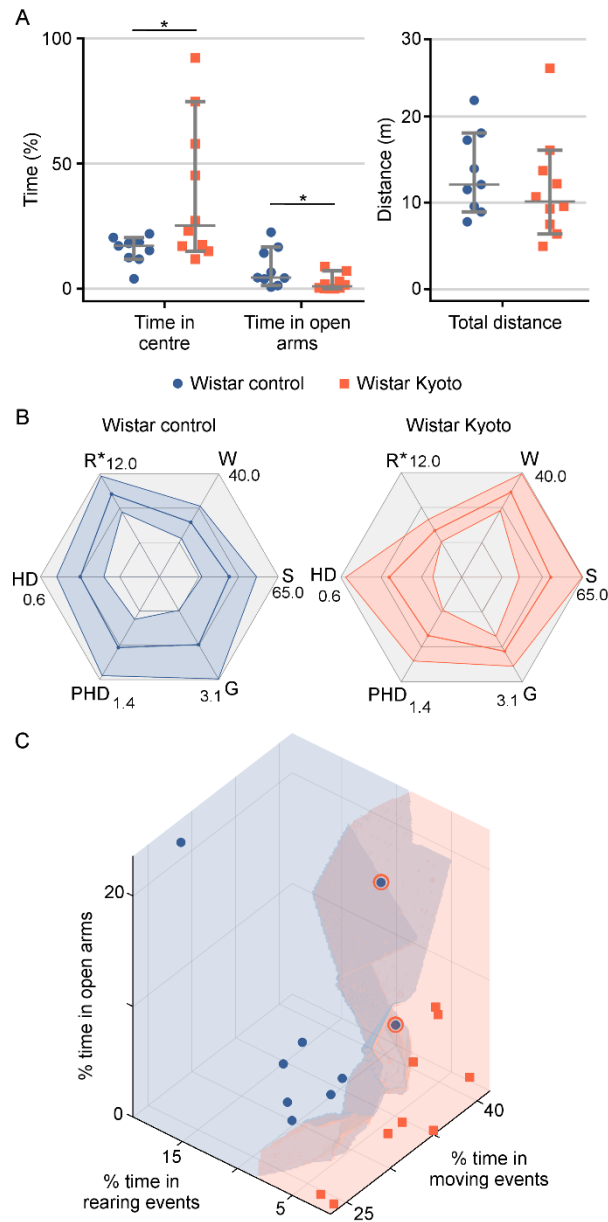 A
*
*
100
50
0
Time (%)
Time in
centre
Time in open
arms
30
20
10
0
Distance (m)
Total distance
Wistar control
Wistar Kyoto
B
Wistar control
R*
12.0
W
40.0
S
65.0
G
3.1
PHD
1.4
HD
0.6
Wistar Kyoto
R*
12.0
W
40.0
S
65.0
G
3.1
PHD
1.4
HD
0.6
C
20
10
0
% time in open arms
15
5
% time in
rearing events
25
40
% time in
moving events